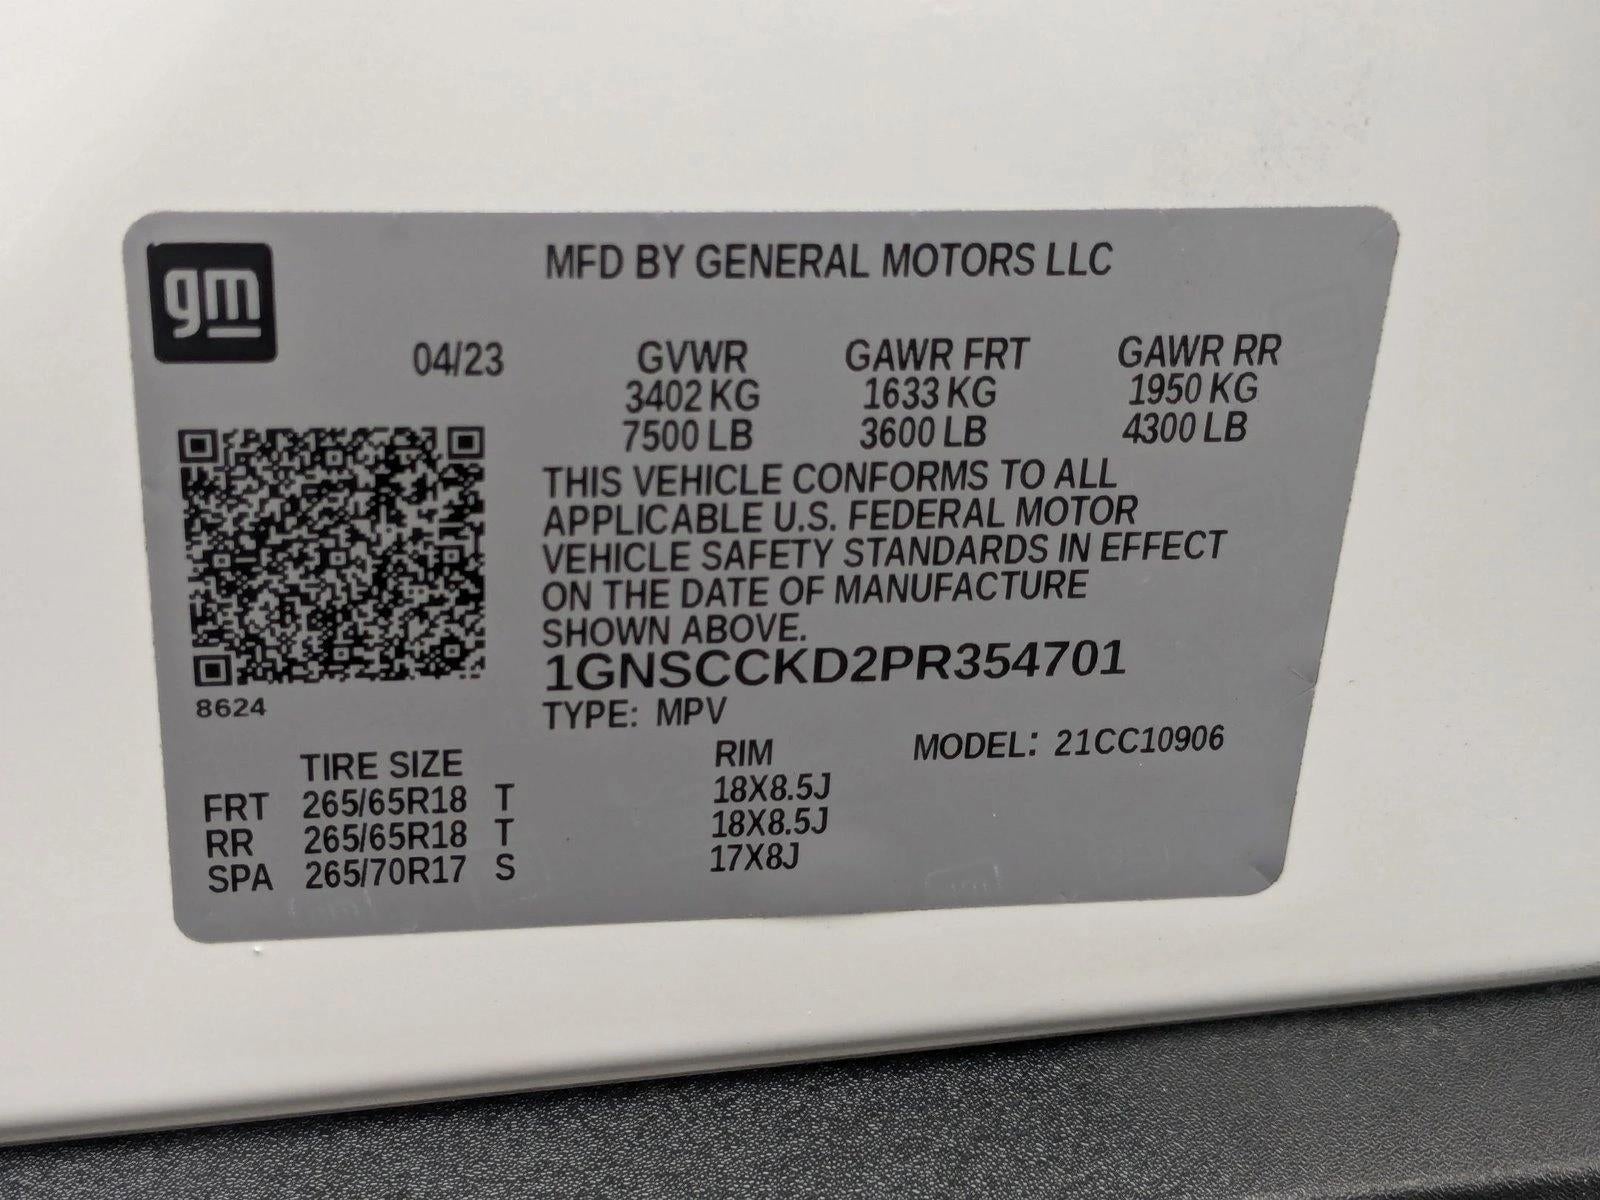 gm
MFD BY GENERAL MOTORS LLC
04/23 GVWR GAWR FRT GAWR RR
3402 KG 1633 KG 1950 KG
7500 LB 3600 LB 4300 LB
THIS VEHICLE CONFORMS TO ALL
APPLICABLE U.S. FEDERAL MOTOR
VEHICLE SAFETY STANDARDS IN EFFECT
ON THE DATE OF MANUFACTURE
SHOWN ABOVE.
1GNSCCKD2PR354701
8624
TYPE: MPV
TIRE SIZE RIM MODEL: 21CC10906
FRT 265/65R18 T 18X8.5J
RR 265/65R18 T 18X8.5J
SPA 265/70R17 S 17X8J